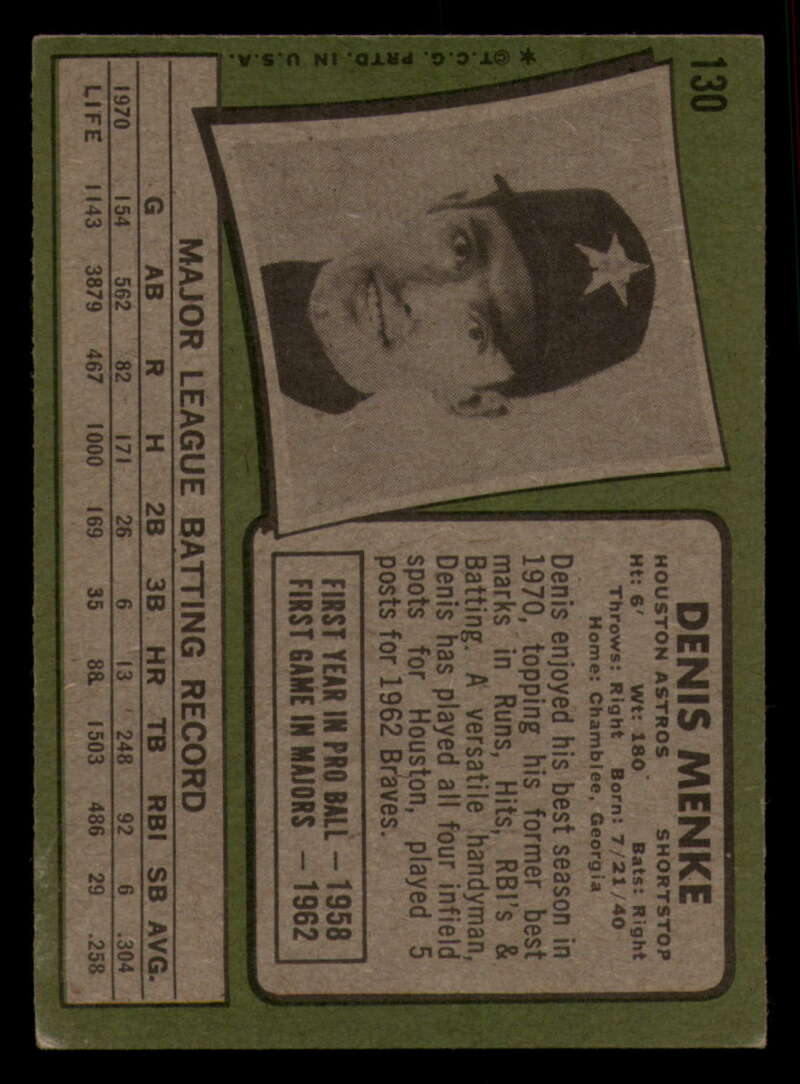 130
DENIS MENKE
HOUSTON ASTROS SHORTSTOP
Ht: 6' Wt: 180 Bats: Right
Throws: Right Born: 7/21/40
Home: Chamblee, Georgia
Denis enjoyed his best season in
1970, topping his former best
marks in Runs, Hits, RBI's &
Batting. A versatile handyman,
Denis has played all four infield
spots for Houston, played 5
posts for 1962 Braves.
FIRST YEAR IN PRO BALL — 1958
FIRST GAME IN MAJORS — 1962
MAJOR LEAGUE BATTING RECORD
G AB R H 2B 3B HR TB RBI SB AVG.
1970 154 562 82 171 26 6 13 248 92 6 .304
LIFE 1143 3879 467 1000 169 35 88 1503 486 29 .258
* ©T.C.G. PRTD. IN U.S.A.